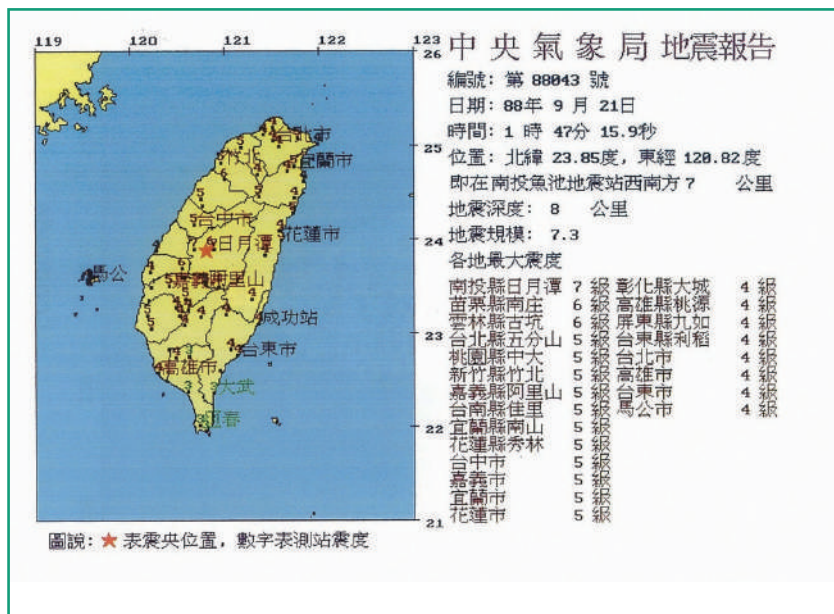 119 120 121 122 123
26
25
24
23
22
21
台北市
竹北
宜蘭市
台中市
日月潭
花蓮市
馬公
阿里山
成功站
台東市
高雄市
大武
恆春
圖說: ★ 表震央位置, 數字表測站震度
中央氣象局地震報告
編號: 第 88043 號
日期: 88年 9 月 21日
時間: 1 時 47分 15.9秒
位置: 北緯 23.85度, 東經 120.82度
即在南投魚池地震站西南方 7 公里
地震深度: 8 公里
地震規模: 7.3
各地最大震度
南投縣日月潭 7 級 彰化縣大城 4 級
苗栗縣南庄 6 級 高雄縣桃源 4 級
雲林縣古坑 6 級 屏東縣九如 4 級
台北縣五分山 5 級 台東縣利稻 4 級
桃園縣中大 5 級 台北市 4 級
新竹縣竹北 5 級 高雄市 4 級
嘉義縣阿里山 5 級 台東市 4 級
台南縣佳里 5 級 馬公市 4 級
宜蘭縣南山 5 級
花蓮縣秀林 5 級
台中市 5 級
嘉義市 5 級
宜蘭市 5 級
花蓮市 5 級